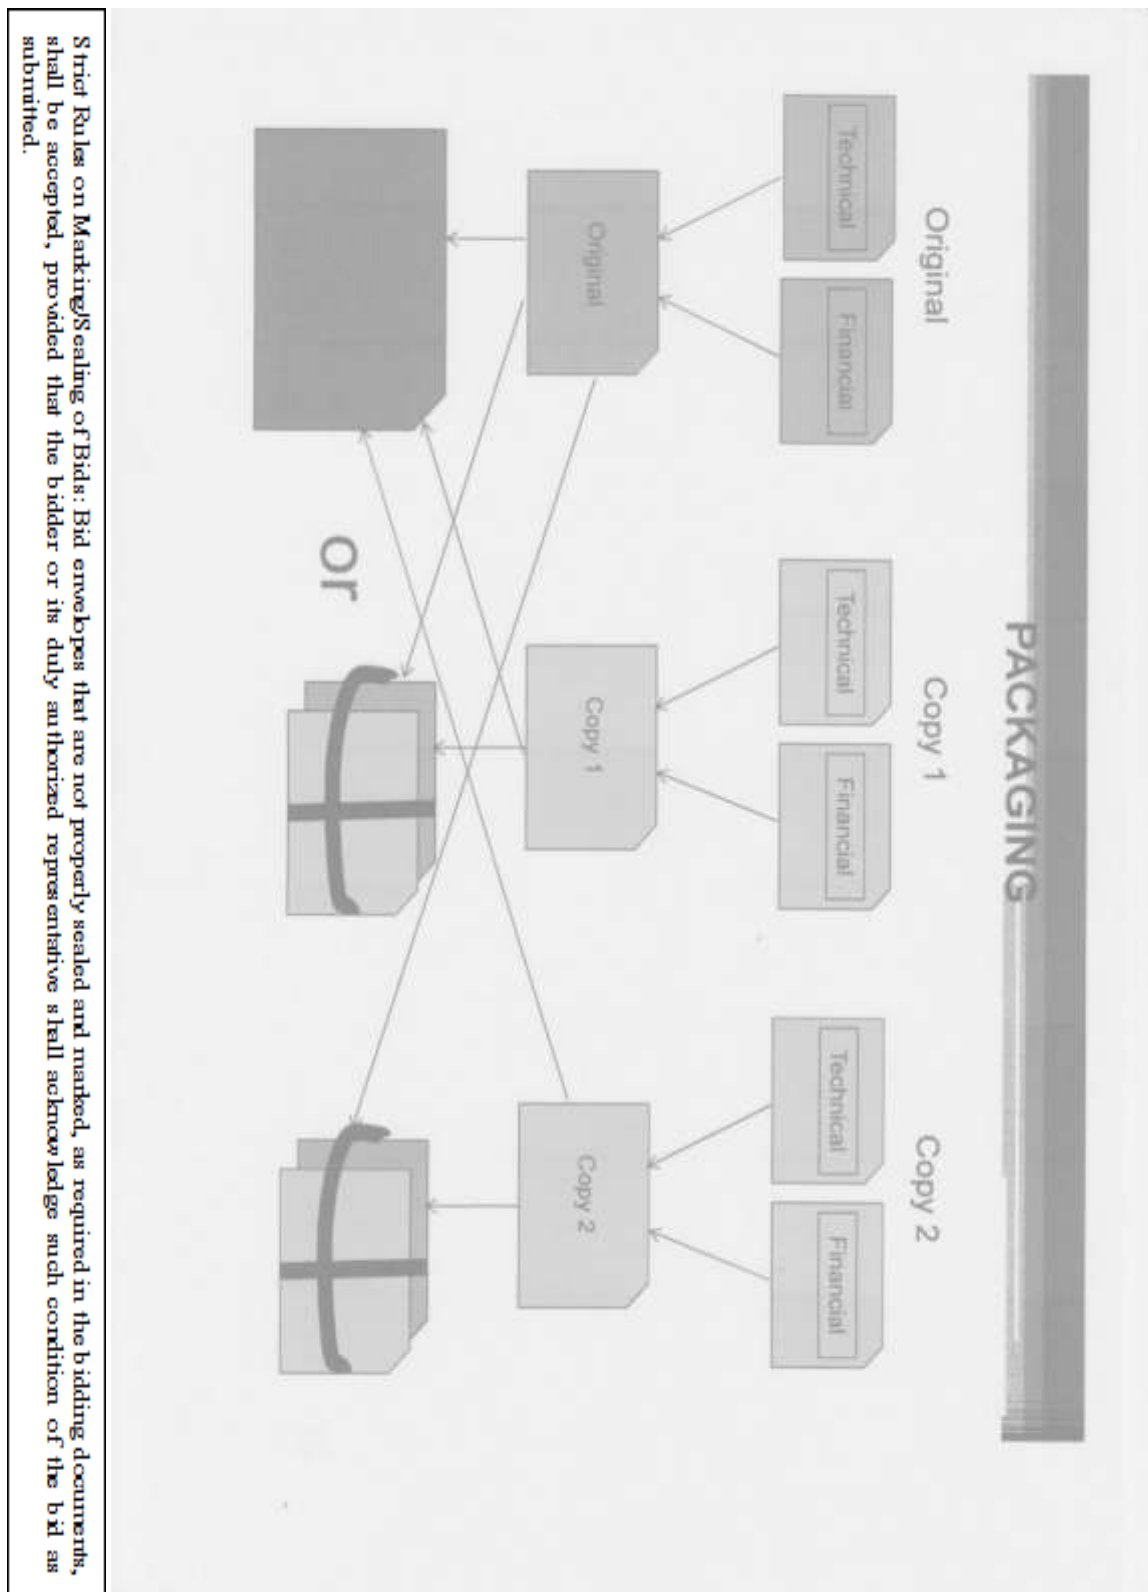 PACKAGING
Original
Copy 1
Copy 2
Technical
Financial
Technical
Financial
Technical
Financial
Original
Copy 1
Copy 2
or
Strict Rules on Marking/Sealing of Bids: Bid envelopes that are not properly sealed and marked, as required in the bidding documents,
shall be accepted, provided that the bidder or its duly authorized representative shall acknowledge such condition of the bid as
submitted.